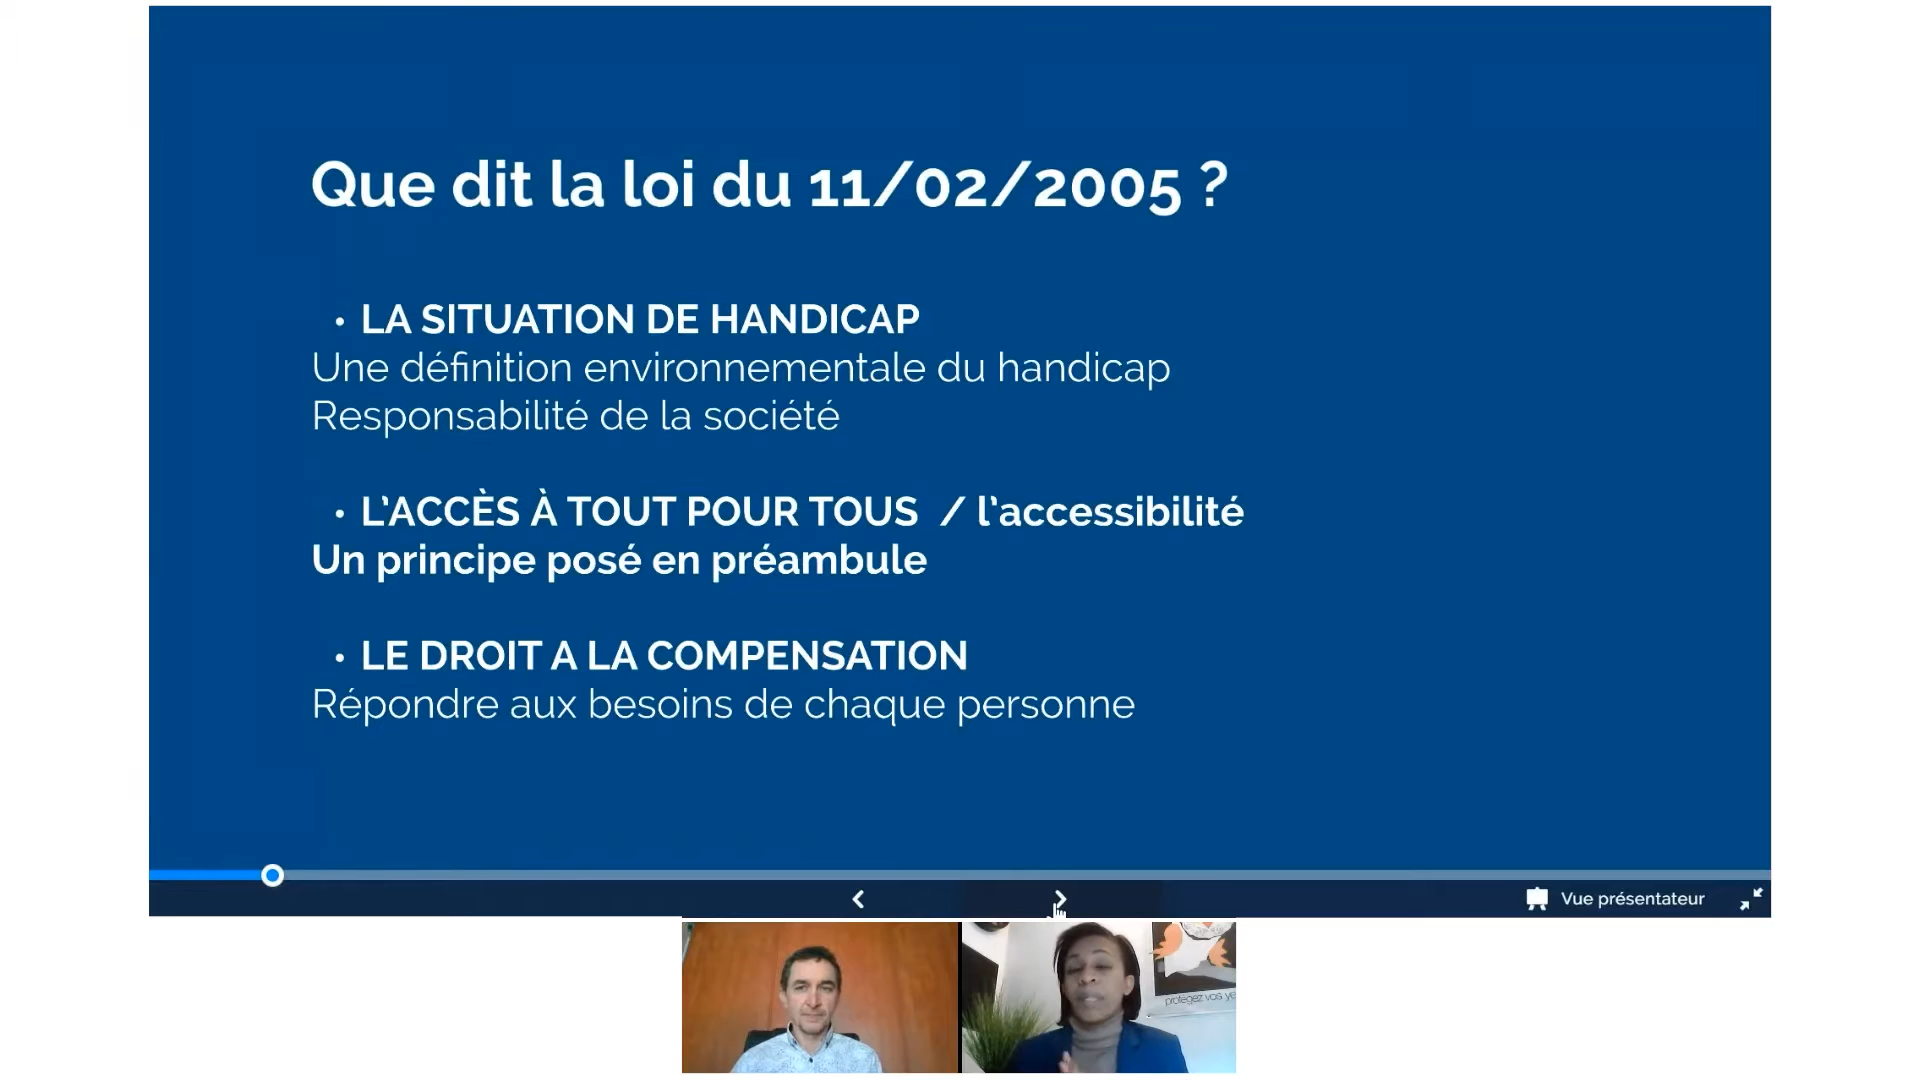 Que dit la loi du 11/02/2005 ?
• LA SITUATION DE HANDICAP
Une définition environnementale du handicap
Responsabilité de la société
• L'ACCÈS À TOUT POUR TOUS / l'accessibilité
Un principe posé en préambule
• LE DROIT A LA COMPENSATION
Répondre aux besoins de chaque personne
Vue présentateur
protégez vos